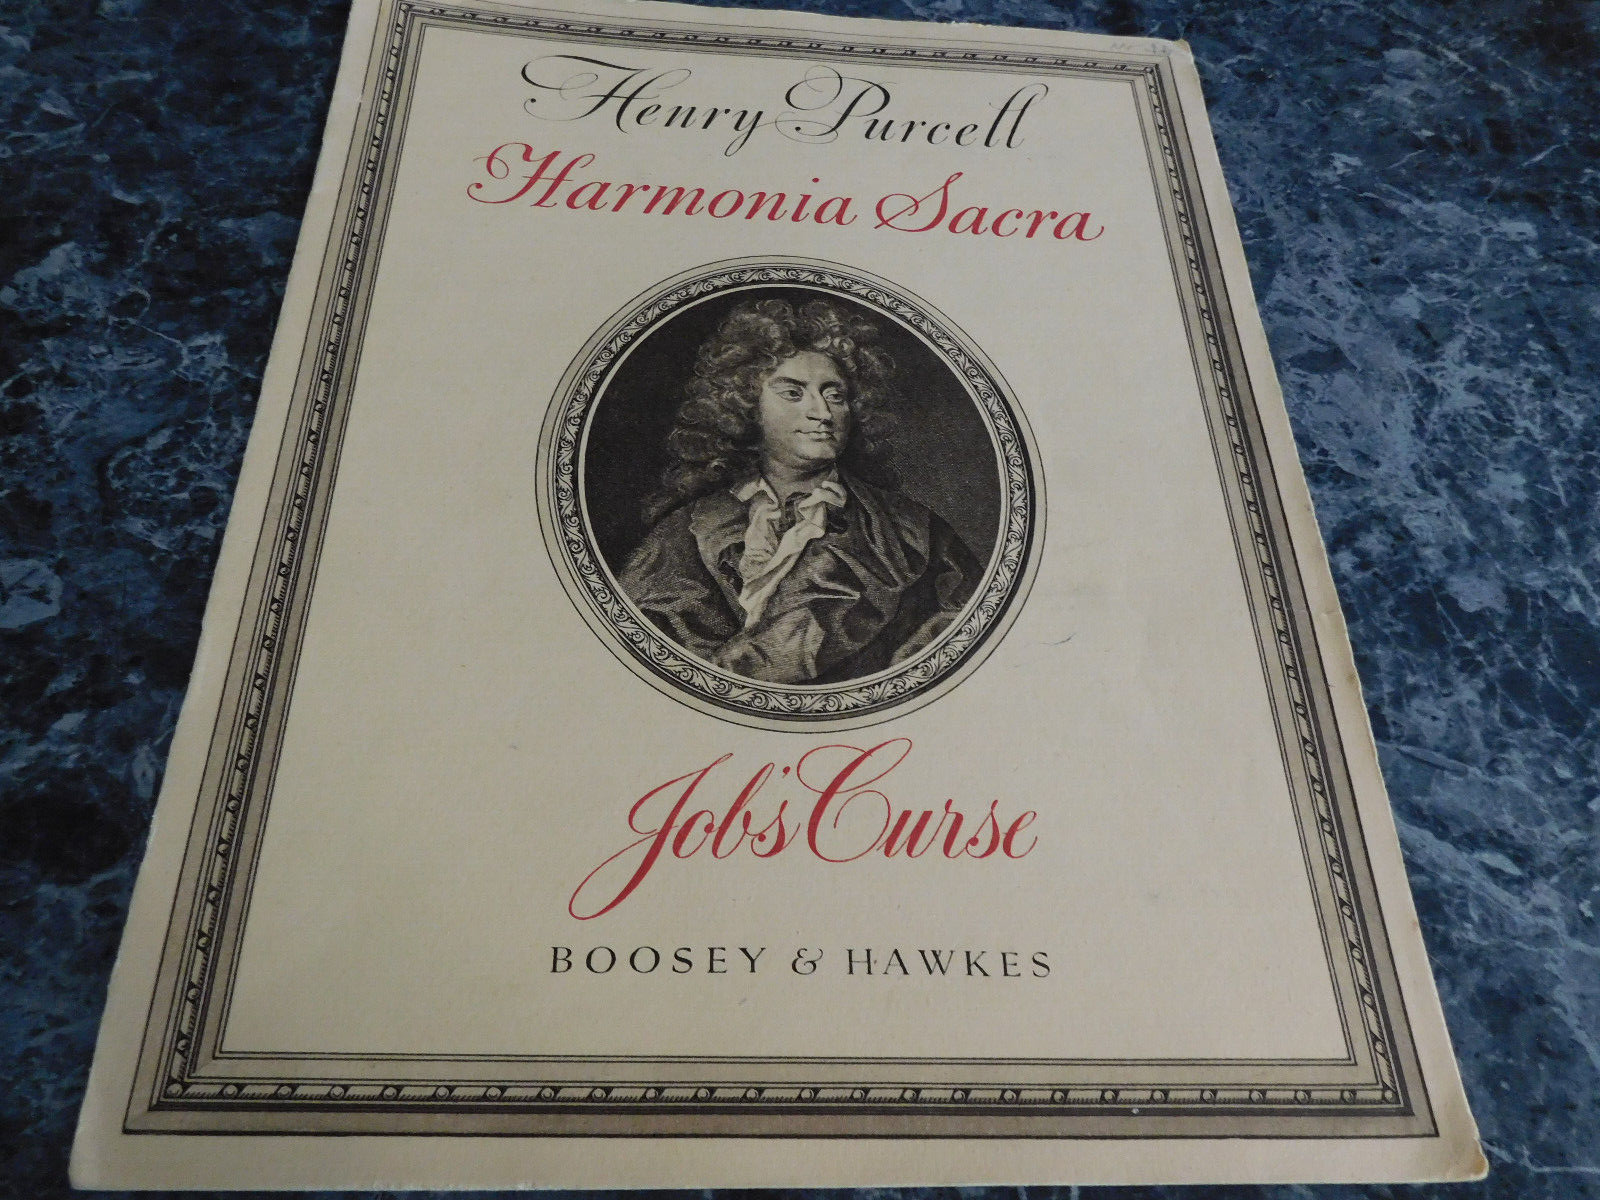 Henry Purcell
Harmonia Sacra
Job's Curse
BOOSEY & HAWKES